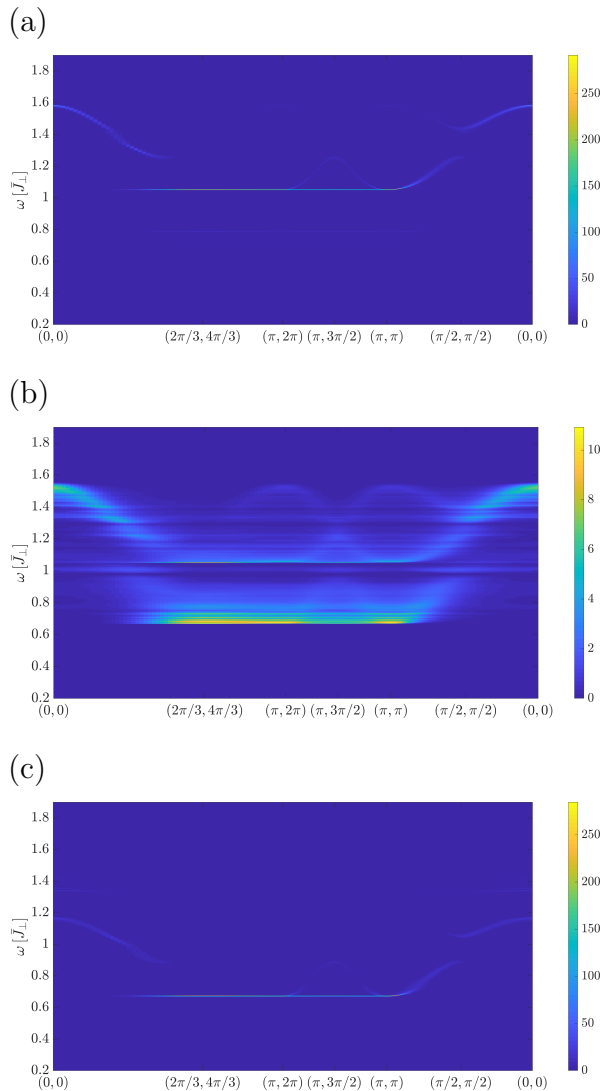 (a)
1.8
1.6
1.4
1.2
1
0.8
0.6
0.4
0.2
ω [J̄⊥]
(0, 0)
(2π/3, 4π/3)
(π, 2π)
(π, 3π/2)
(π, π)
(π/2, π/2)
(0, 0)
250
200
150
100
50
0
(b)
1.8
1.6
1.4
1.2
1
0.8
0.6
0.4
0.2
ω [J̄⊥]
(0, 0)
(2π/3, 4π/3)
(π, 2π)
(π, 3π/2)
(π, π)
(π/2, π/2)
(0, 0)
10
8
6
4
2
0
(c)
1.8
1.6
1.4
1.2
1
0.8
0.6
0.4
0.2
ω [J̄⊥]
(0, 0)
(2π/3, 4π/3)
(π, 2π)
(π, 3π/2)
(π, π)
(π/2, π/2)
(0, 0)
250
200
150
100
50
0